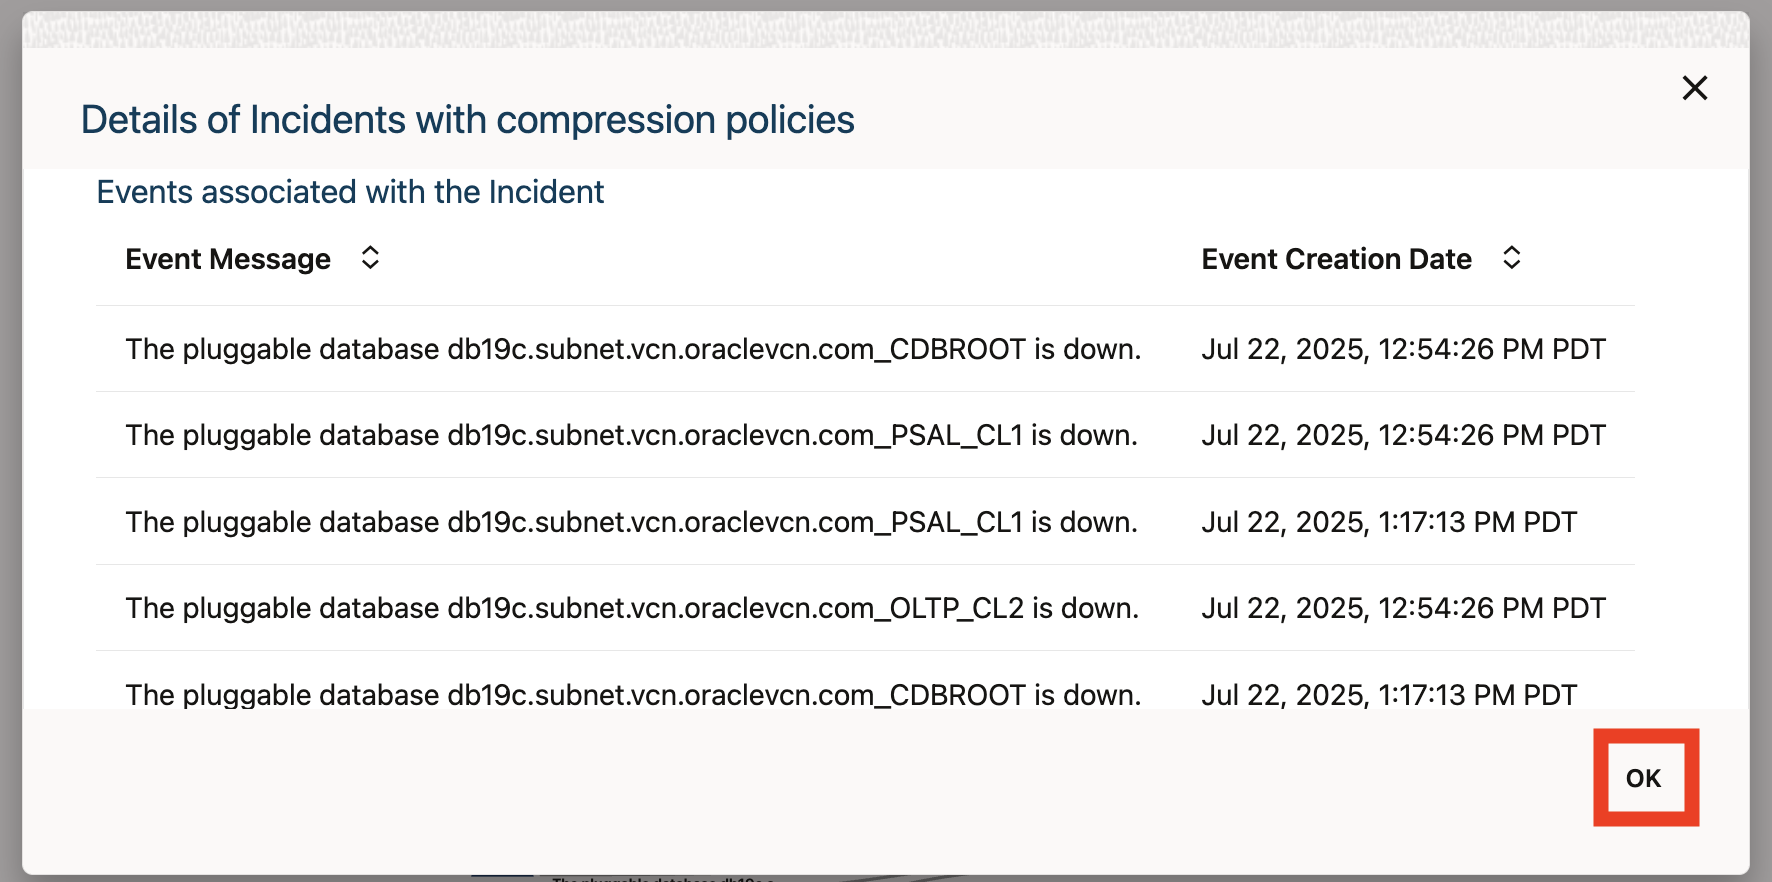 Details of Incidents with compression policies
Events associated with the Incident
Event Message Event Creation Date
The pluggable database db19c.subnet.vcn.oraclevcn.com_CDBROOT is down. Jul 22, 2025, 12:54:26 PM PDT
The pluggable database db19c.subnet.vcn.oraclevcn.com_PSAL_CL1 is down. Jul 22, 2025, 12:54:26 PM PDT
The pluggable database db19c.subnet.vcn.oraclevcn.com_PSAL_CL1 is down. Jul 22, 2025, 1:17:13 PM PDT
The pluggable database db19c.subnet.vcn.oraclevcn.com_OLTP_CL2 is down. Jul 22, 2025, 12:54:26 PM PDT
The pluggable database db19c.subnet.vcn.oraclevcn.com_CDBROOT is down. Jul 22, 2025, 1:17:13 PM PDT
OK